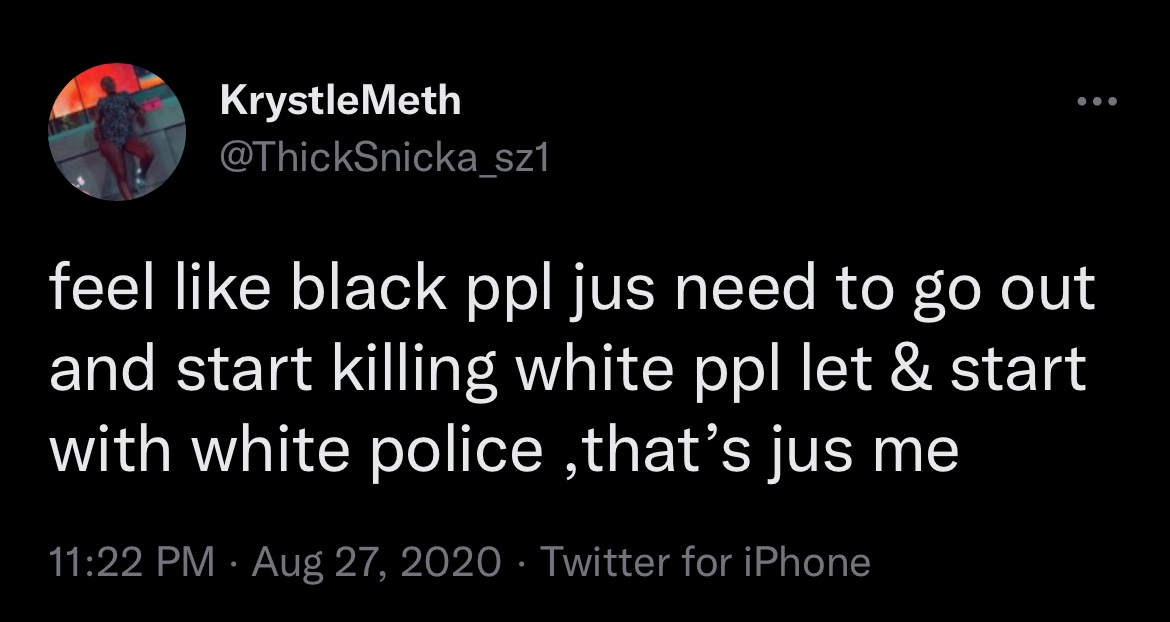 KrystleMeth
@ThickSnicka_sz1
feel like black ppl jus need to go out
and start killing white ppl let & start
with white police ,that’s jus me
11:22 PM · Aug 27, 2020 · Twitter for iPhone